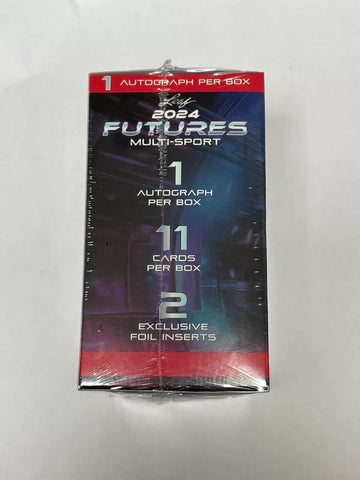 1 AUTOGRAPH PER BOX
Leaf
2024
FUTURES
MULTI-SPORT
1
AUTOGRAPH
PER BOX
11
CARDS
PER BOX
2
EXCLUSIVE
FOIL INSERTS